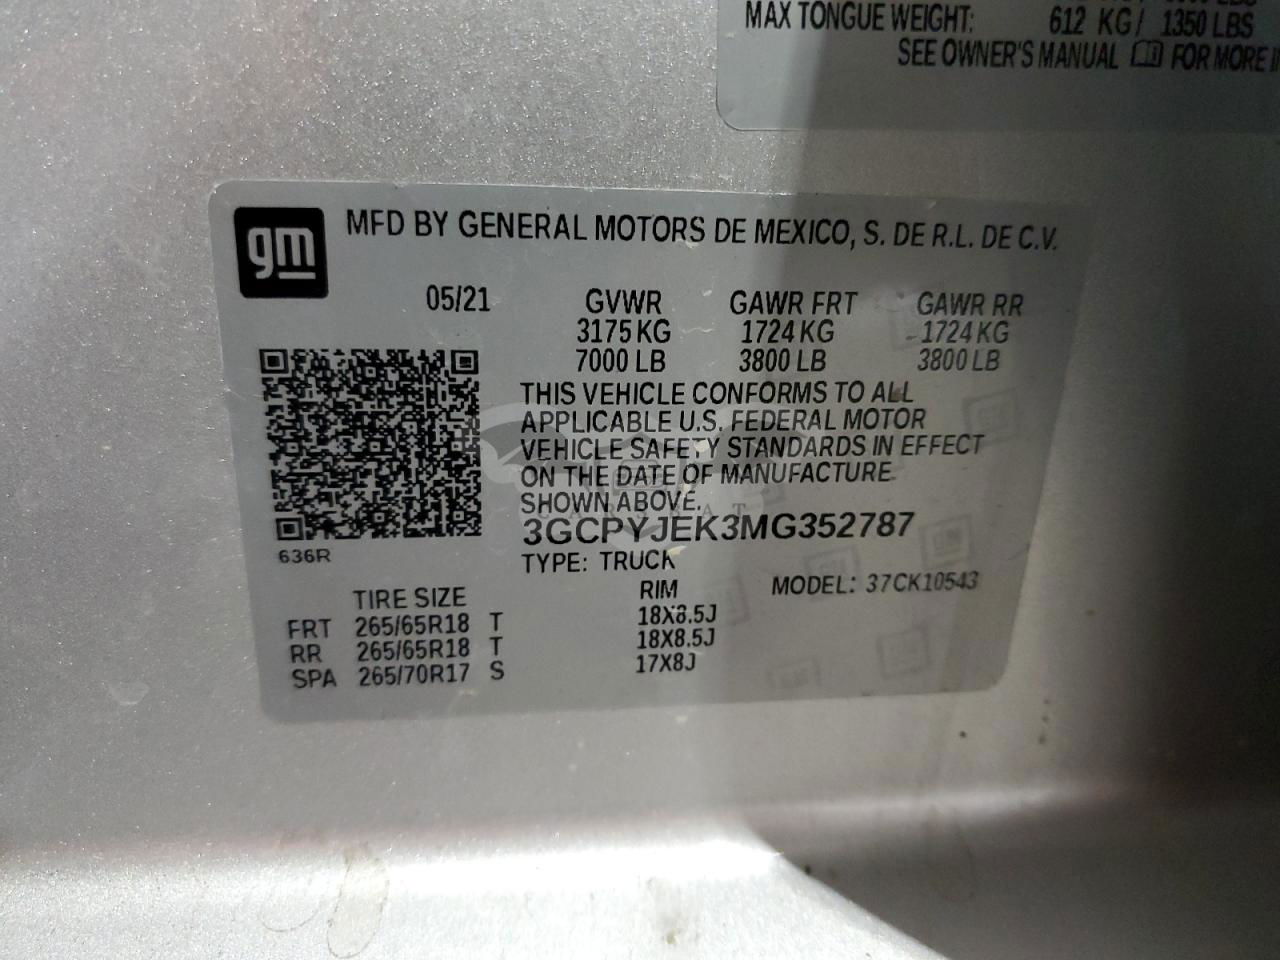 MAX TONGUE WEIGHT: 612 KG/ 1350 LBS
SEE OWNER'S MANUAL FOR MORE
gm
MFD BY GENERAL MOTORS DE MEXICO, S. DE R.L. DE C.V.
05/21 GVWR GAWR FRT GAWR RR
3175 KG 1724 KG 1724 KG
7000 LB 3800 LB 3800 LB
THIS VEHICLE CONFORMS TO ALL
APPLICABLE U.S. FEDERAL MOTOR
VEHICLE SAFETY STANDARDS IN EFFECT
ON THE DATE OF MANUFACTURE
SHOWN ABOVE.
3GCPYJEK3MG352787
636R
TYPE: TRUCK
MODEL: 37CK10543
TIRE SIZE RIM
FRT 265/65R18 T 18X8.5J
RR 265/65R18 T 18X8.5J
SPA 265/70R17 S 17X8J